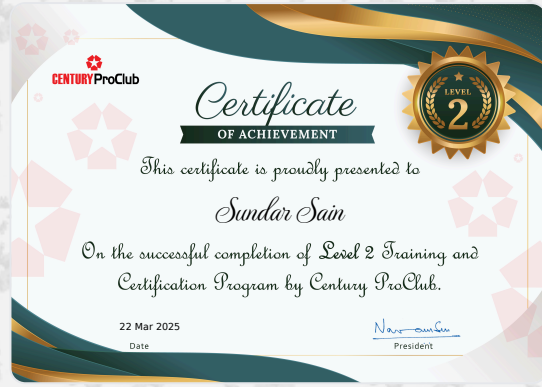 CENTURY ProClub
Certificate
OF ACHIEVEMENT
LEVEL
2
This certificate is proudly presented to
Sundar Sain
On the successful completion of Level 2 Training and
Certification Program by Century ProClub.
22 Mar 2025
Date
President